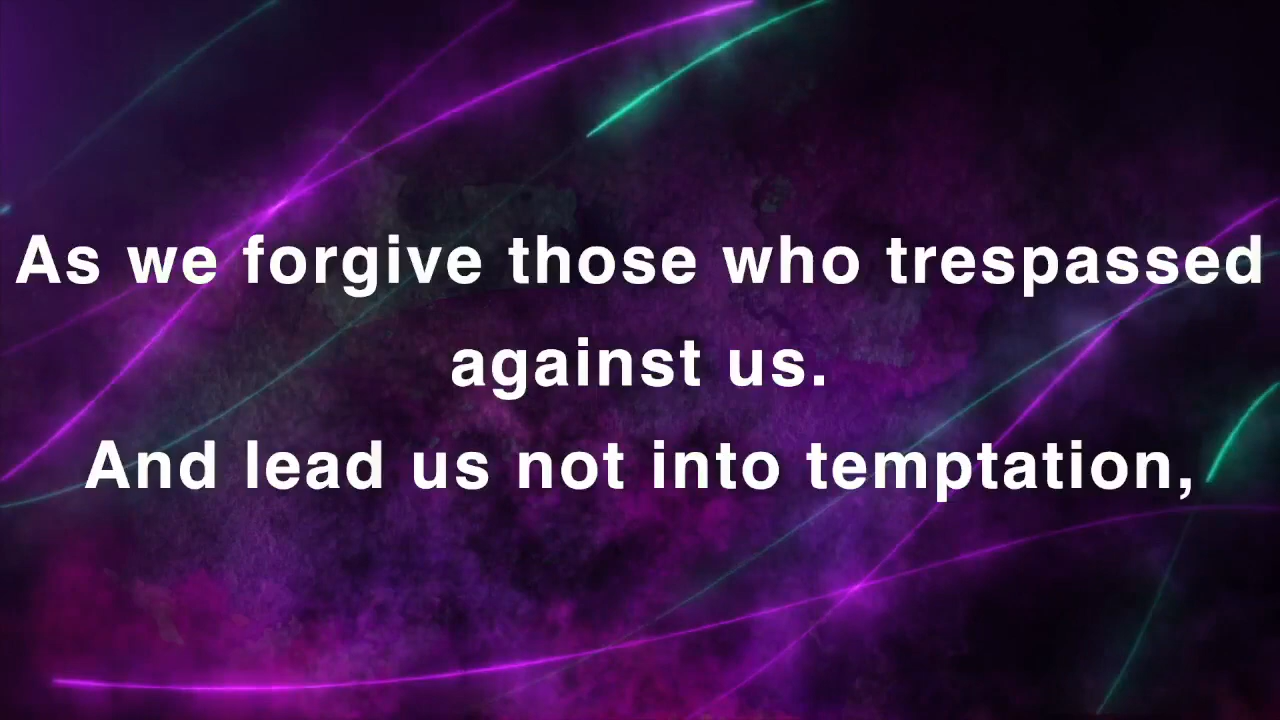 As we forgive those who trespassed
against us.
And lead us not into temptation,